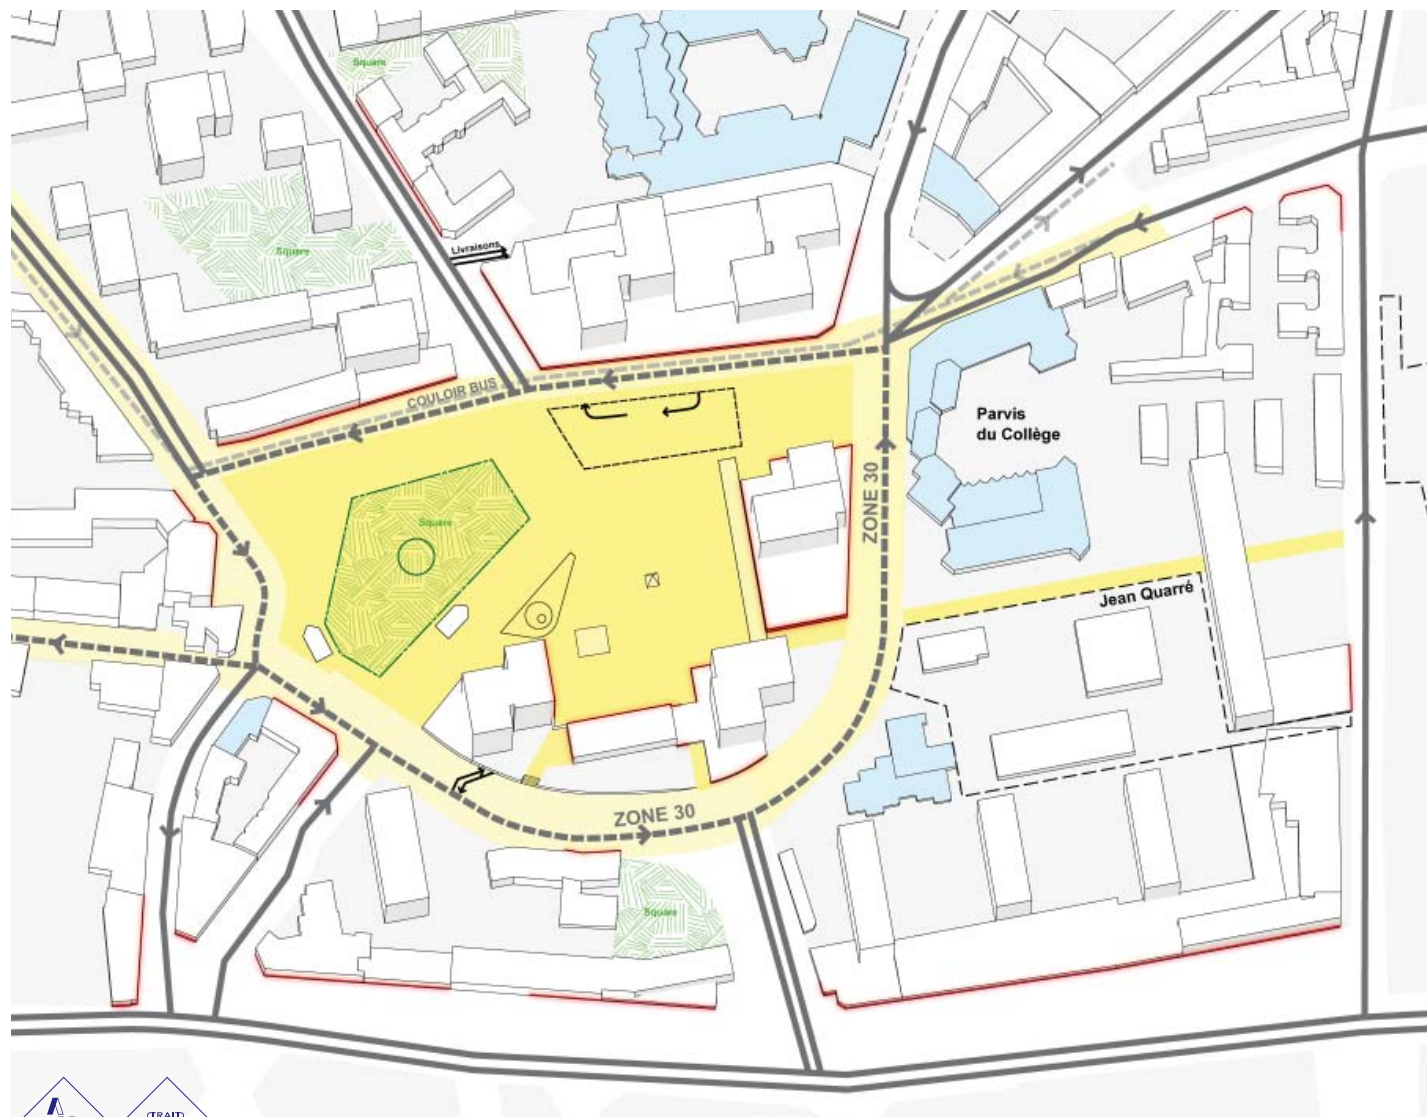 Square
Livraisons
Square
COULOIR BUS
Parvis
du Collège
ZONE 30
Square
Jean Quarré
ZONE 30
Square
TRAIT